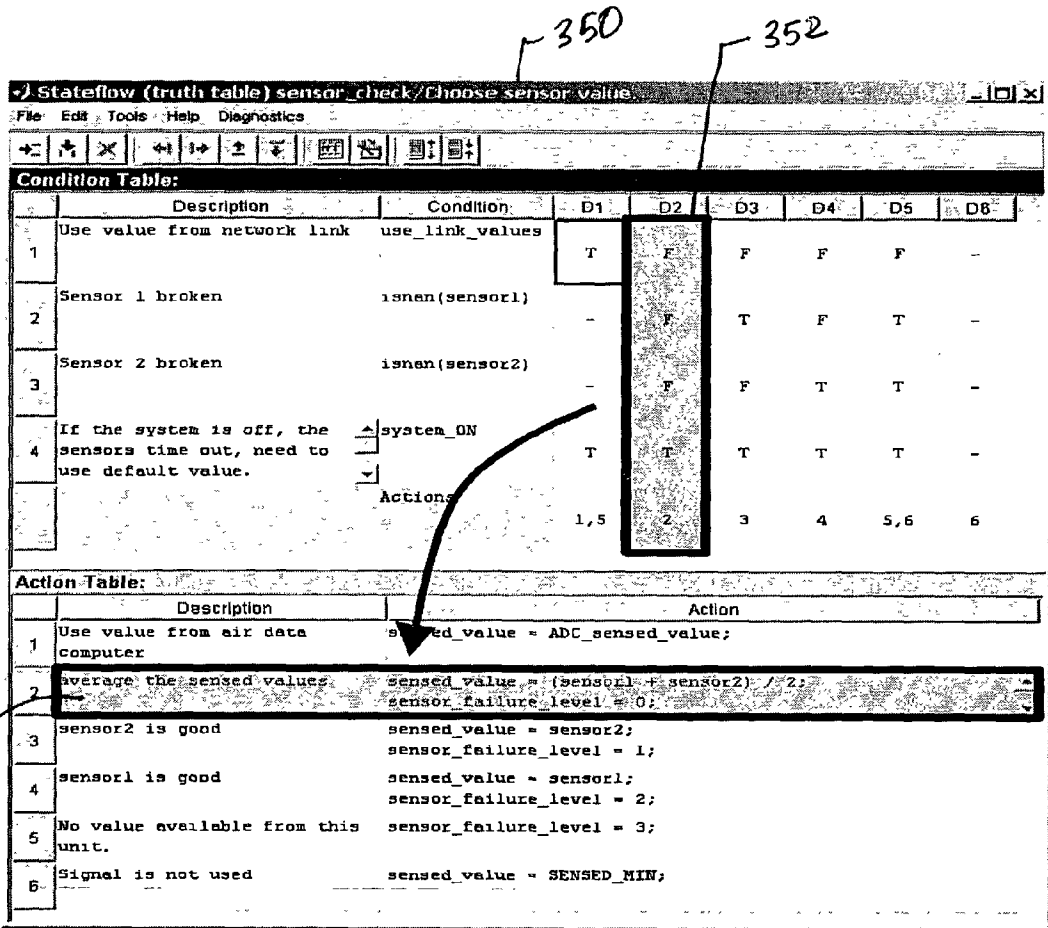 350
352
Stateflow (truth table) sensor_check/Choose sensor value
File Edit Tools Help Diagnostics
Condition Table:
Description Condition D1 D2 D3 D4 D5 D6
1 Use value from network link use_link_values T F F F F -
2 Sensor 1 broken isnan(sensor1) - F T F T -
3 Sensor 2 broken isnan(sensor2) - F F T T -
4 If the system is off, the sensors time out, need to use default value. system_ON T T T T T -
Actions 1,5 2 3 4 5,6 6
Action Table:
Description Action
1 Use value from air data computer sensed_value = ADC_sensed_value;
2 average the sensed values sensed_value = (sensor1 + sensor2) / 2;
sensor_failure_level = 0;
3 sensor2 is good sensed_value = sensor2;
sensor_failure_level = 1;
4 sensor1 is good sensed_value = sensor1;
sensor_failure_level = 2;
5 No value available from this unit. sensor_failure_level = 3;
6 Signal is not used sensed_value = SENSED_MIN;